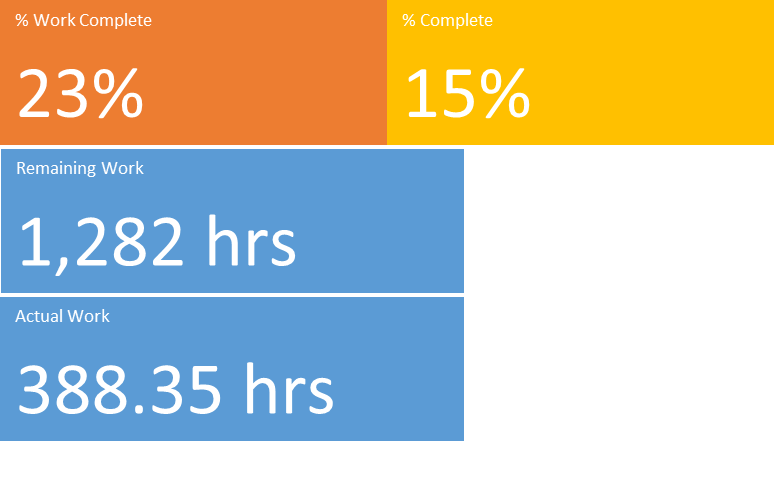 % Work Complete
23%
% Complete
15%
Remaining Work
1,282 hrs
Actual Work
388.35 hrs